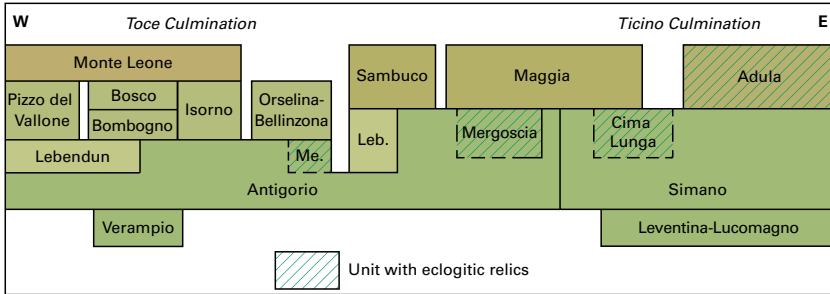 W
Toce Culmination
Ticino Culmination
E
Monte Leone
Sambuco
Maggia
Adula
Pizzo del
Vallone
Bosco
Bombogno
Isorno
Orselina-
Bellinzona
Leb.
Mergoscia
Cima
Lunga
Lebendun
Me.
Antigorio
Simano
Verampio
Leventina-Lucomagno
Unit with eclogitic relics